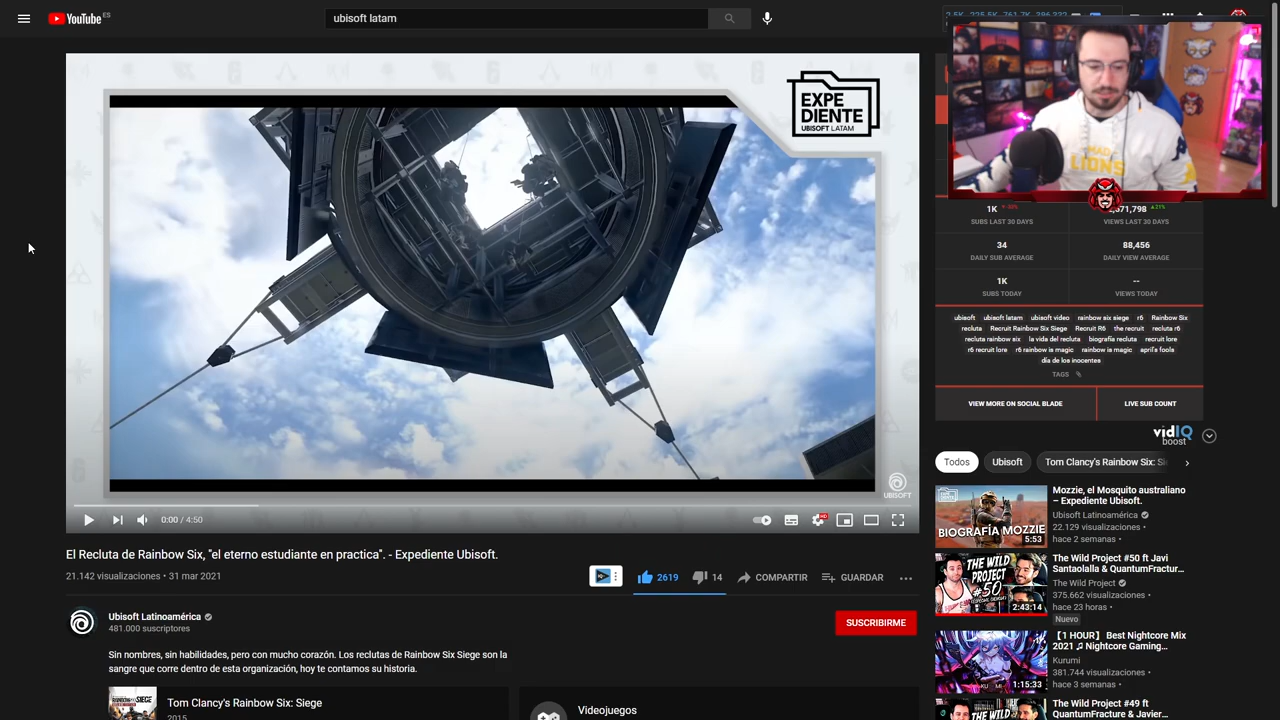 YouTube ES
ubisoft latam
EXPE
DIENTE
UBISOFT LATAM
UBISOFT
0:00 / 4:50
HD
El Recluta de Rainbow Six, "el eterno estudiante en practica". - Expediente Ubisoft.
21.142 visualizaciones • 31 mar 2021
2619
14
COMPARTIR
GUARDAR
Ubisoft Latinoamérica
481.000 suscriptores
SUSCRIBIRME
Sin nombres, sin habilidades, pero con mucho corazón. Los reclutas de Rainbow Six Siege son la
sangre que corre dentro de esta organización, hoy te contamos su historia.
Tom Clancy's Rainbow Six: Siege
2015
Videojuegos
MAD
LIONS
1K
SUBS LAST 30 DAYS
VIEWS LAST 30 DAYS
34
DAILY SUB AVERAGE
88,456
DAILY VIEW AVERAGE
1K
SUBS TODAY
--
VIEWS TODAY
ubisoft ubisoft latam ubisoft video rainbow six siege r6 Rainbow Six
recluta Recruit Rainbow Six Siege Recruit R6 the recruit recluta r6
recluta rainbow six la vida del recluta biografía recluta recruit lore
r6 recruit lore r6 rainbow is magic rainbow is magic april's fools
día de los inocentes
TAGS
VIEW MORE ON SOCIAL BLADE
LIVE SUB COUNT
vidIQ
boost
Todos
Ubisoft
Tom Clancy's Rainbow Six: Si
Mozzie, el Mosquito australiano
– Expediente Ubisoft.
Ubisoft Latinoamérica
22.129 visualizaciones •
hace 2 semanas
BIOGRAFÍA MOZZIE
5:53
The Wild Project #50 ft Javi
Santaolalla & QuantumFractur...
The Wild Project
375.662 visualizaciones •
hace 23 horas •
Nuevo
THE WILD
PROJECT
#50
2:43:14
【1 HOUR】 Best Nightcore Mix
2021 ♫ Nightcore Gaming...
Kurumi
381.744 visualizaciones •
hace 3 semanas •
1:15:33
The Wild Project #49 ft
QuantumFracture & Javier...
THE WILD